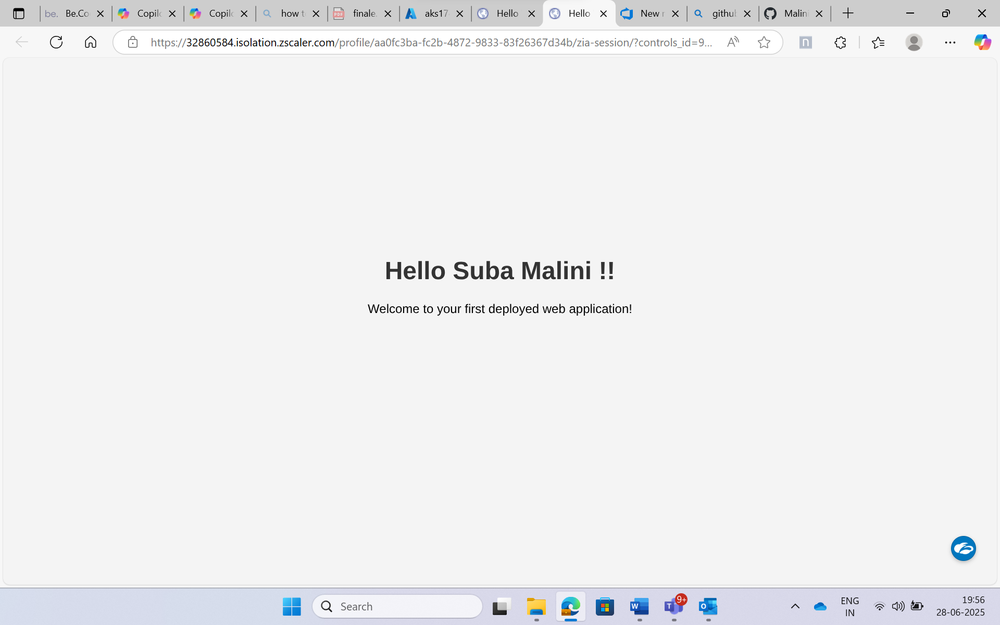 be. Be.Co Copilo Copilo how t finale. aks17 Hello Hello New r github Malini
https://32860584.isolation.zscaler.com/profile/aa0fc3ba-fc2b-4872-9833-83f26367d34b/zia-session/?controls_id=9...
Hello Suba Malini !!
Welcome to your first deployed web application!
Search
9+
ENG
IN
19:56
28-06-2025